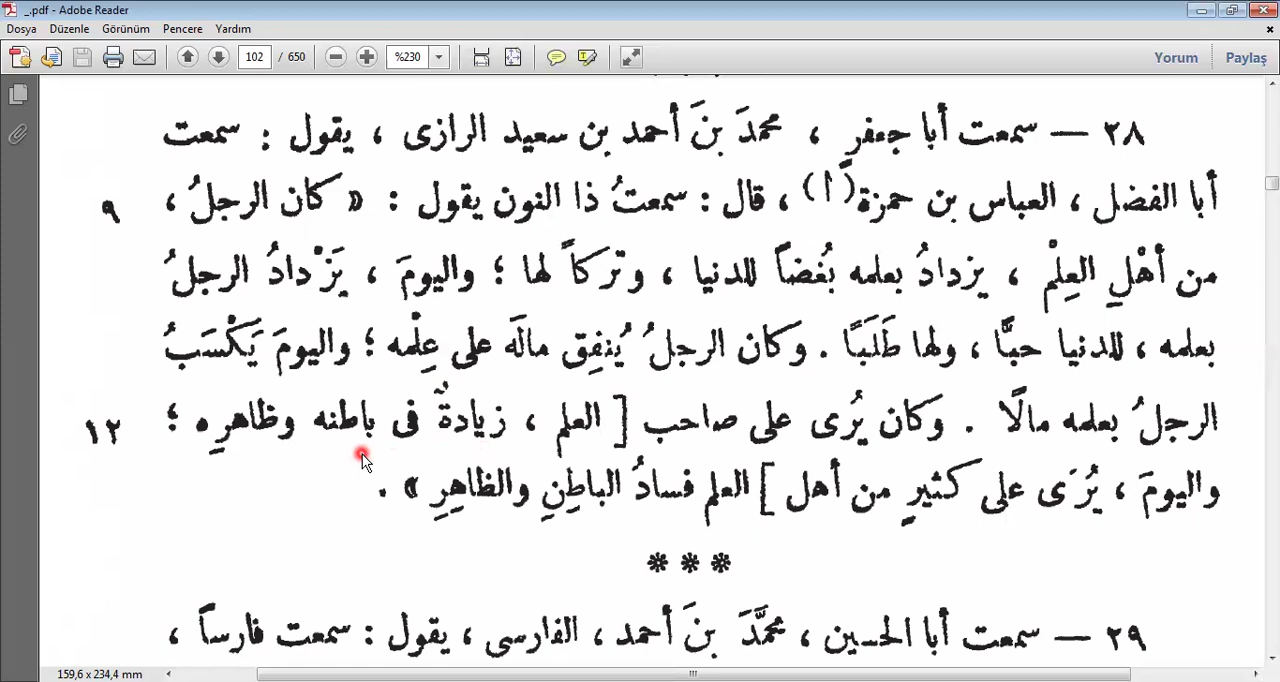 _.pdf - Adobe Reader
Dosya Düzenle Görünüm Pencere Yardım
102 / 650 %230 Yorum Paylaş
٢٨ — سمعت أبا جعفرٍ ، محمدَ بنَ أحمد بن سعيد الرازى ، يقول : سمعت
أبا الفضل ، العباس بن حمزة(أ) ، قال : سمعتُ ذا النون يقول : « كان الرجلُ ، ٩
من أهْلِ العِلِمْ ، يزدادُ بعلمه بُغضاً للدنيا ، وتركاً لها ؛ واليومَ ، يَزْدادُ الرجلُ
بعلمه ، للدنيا حبًّا ، ولها طَلَبًا . وكان الرجلُ يُنفِق مالَه على عِلْمه ؛ واليومَ يَكْسَبُ
الرجلُ بعلمه مالًا . وكان يُرى على صاحب [ العلم ، زيادةٌ فى باطنه وظاهرِه ؛ ١٢
واليومَ ، يُرَى على كثيرٍ من أهل ] العلم فسادُ الباطِنِ والظاهِرِ » .
* * *
٢٩ — سمعت أبا الحسين ، محمَّدَ بنَ أحمد ، الفارسى ، يقول : سمعت فارساً ،
159,6 x 234,4 mm